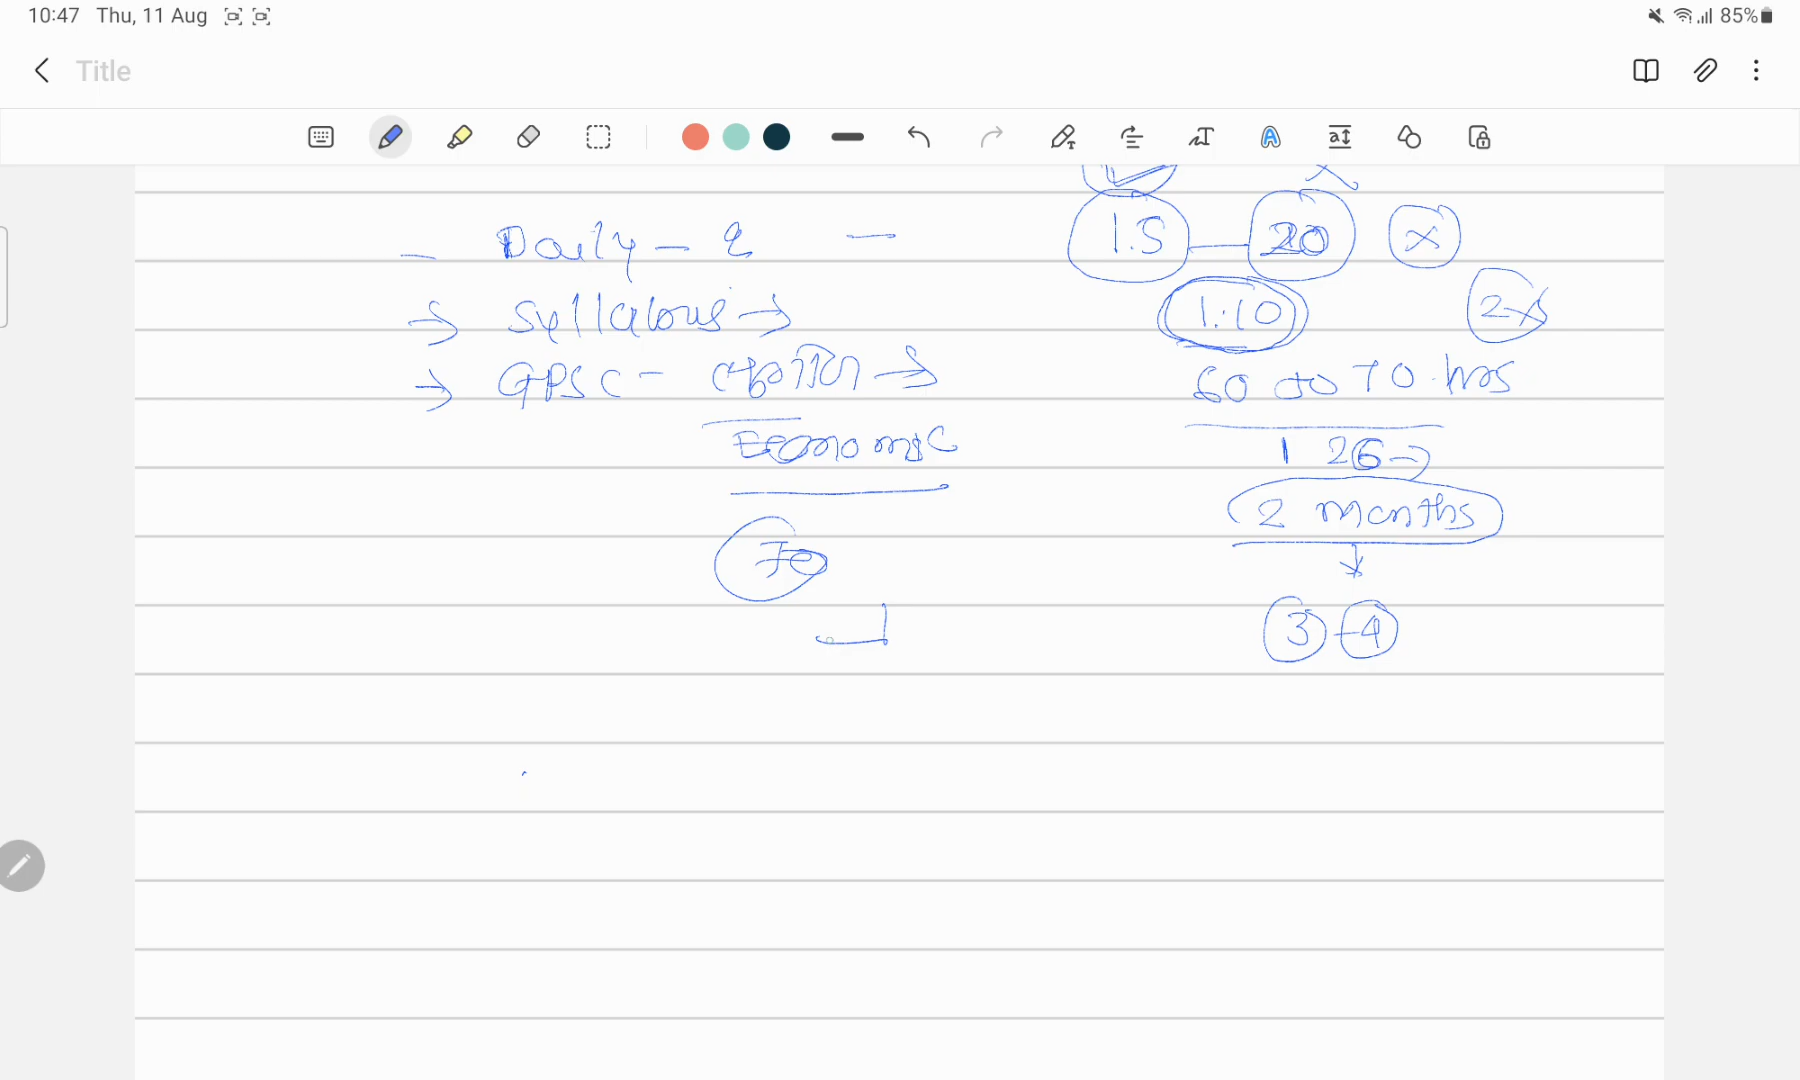 10:47 Thu, 11 Aug 85%
Title
- Daily - 2 - 1.5 - 20 x
→ Syllabus → 1:10 2x
→ GPSC - → 60 to 70 hrs
Economic 1 26 →
2 months
70
3 - 4